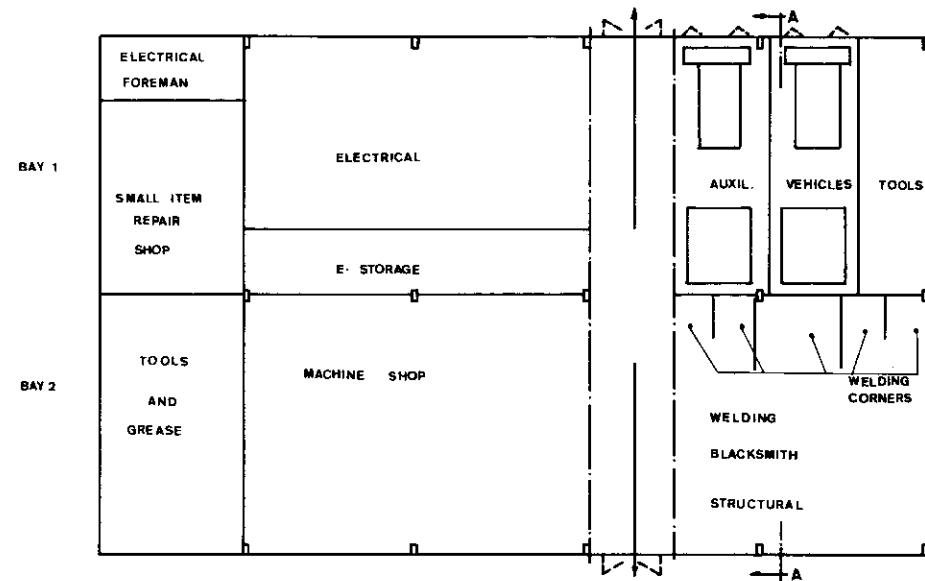 A
ELECTRICAL
FOREMAN
BAY 1
ELECTRICAL
SMALL ITEM
REPAIR
SHOP
AUXIL.
VEHICLES
TOOLS
E· STORAGE
TOOLS
AND
GREASE
BAY 2
MACHINE SHOP
WELDING
CORNERS
WELDING
BLACKSMITH
STRUCTURAL
A